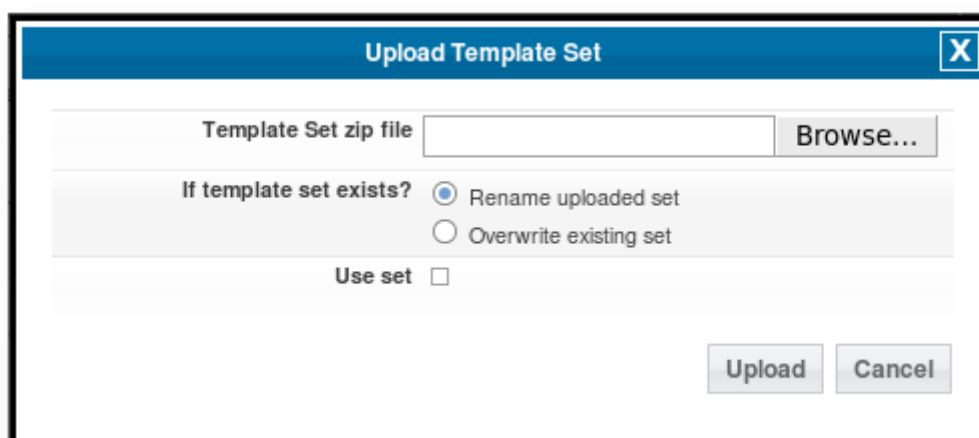 Upload Template Set X
Template Set zip file Browse...
If template set exists? Rename uploaded set
Overwrite existing set
Use set
Upload Cancel